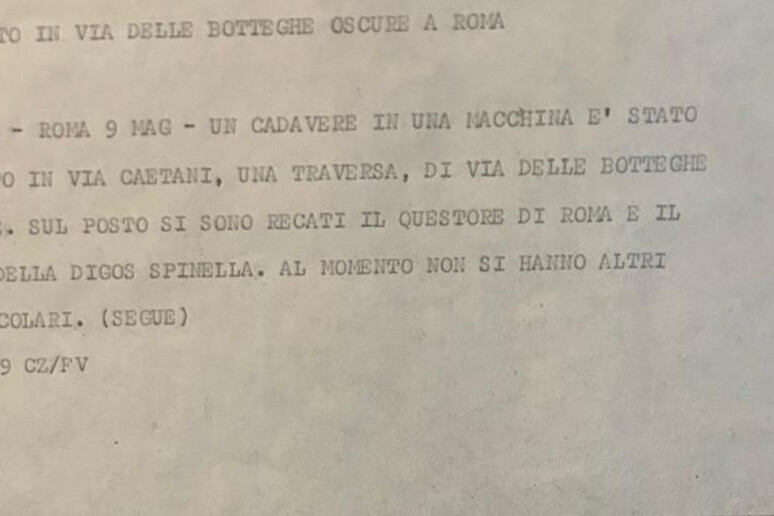 TO IN VIA DELLE BOTTEGHE OSCURE A ROMA
- ROMA 9 MAG - UN CADAVERE IN UNA MACCHINA E' STATO
O IN VIA CAETANI, UNA TRAVERSA, DI VIA DELLE BOTTEGHE
. SUL POSTO SI SONO RECATI IL QUESTORE DI ROMA E IL
DELLA DIGOS SPINELLA. AL MOMENTO NON SI HANNO ALTRI
COLARI. (SEGUE)
9 CZ/FV